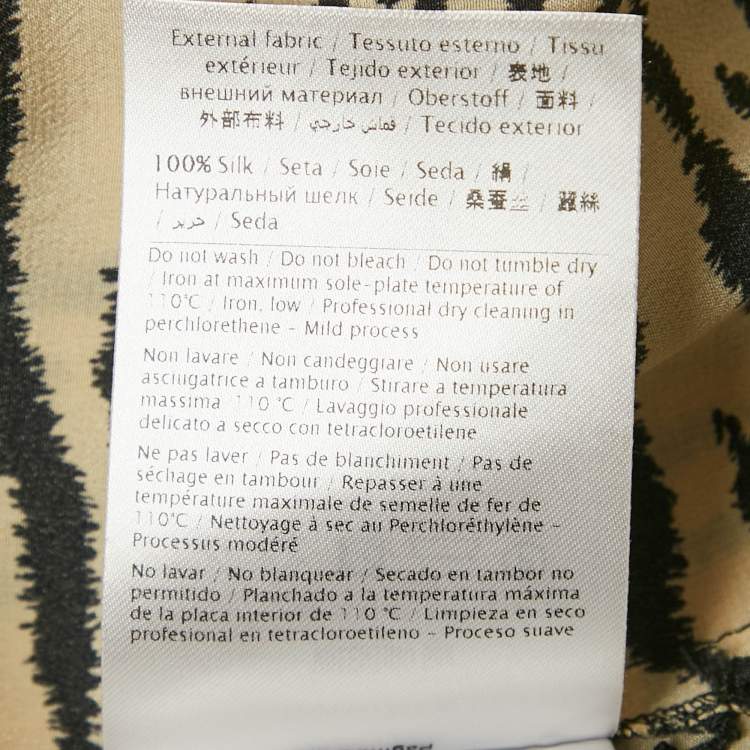 External fabric / Tessuto esterno / Tissu
extérieur / Tejido exterior / 表地 /
внешний материал / Oberstoff / 面料 /
外部布料 / قماش خارجي / Tecido exterior
100% Silk / Seta / Soie / Seda / 絹 /
Натуральный шелк / Seide / 桑蚕丝 / 蠶絲
/ حرير / Seda
Do not wash / Do not bleach / Do not tumble dry
/ Iron at maximum sole-plate temperature of
110°C / Iron, low / Professional dry cleaning in
perchlorethene - Mild process
Non lavare / Non candeggiare / Non usare
asciugatrice a tamburo / Stirare a temperatura
massima 110 °C / Lavaggio professionale
delicato a secco con tetracloroetilene
Ne pas laver / Pas de blanchiment / Pas de
séchage en tambour / Repasser à une
température maximale de semelle de fer de
110°C / Nettoyage à sec au Perchloréthylène -
Processus modéré
No lavar / No blanquear / Secado en tambor no
permitido / Planchado a la temperatura máxima
de la placa interior de 110 °C / Limpieza en seco
profesional en tetracloroetileno - Proceso suave